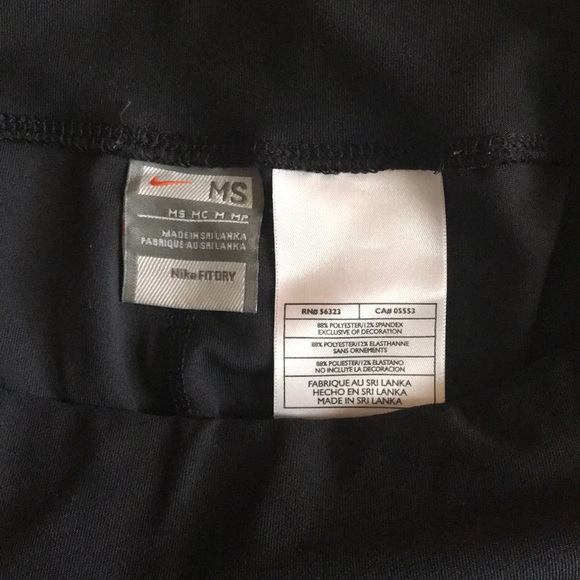 MS
MS MC M MP
MADE IN SRI LANKA
FABRIQUE AU SRI LANKA
Nike FIT DRY
RN# 56323 CA# 05553
88% POLYESTER/12% SPANDEX
EXCLUSIVE OF DECORATION
88% POLYESTER/12% ELASTHANNE
SANS ORNEMENTS
88% POLIESTER/12% ELASTANO
NO INCLUYE LA DECORACION
FABRIQUE AU SRI LANKA
HECHO EN SRI LANKA
MADE IN SRI LANKA